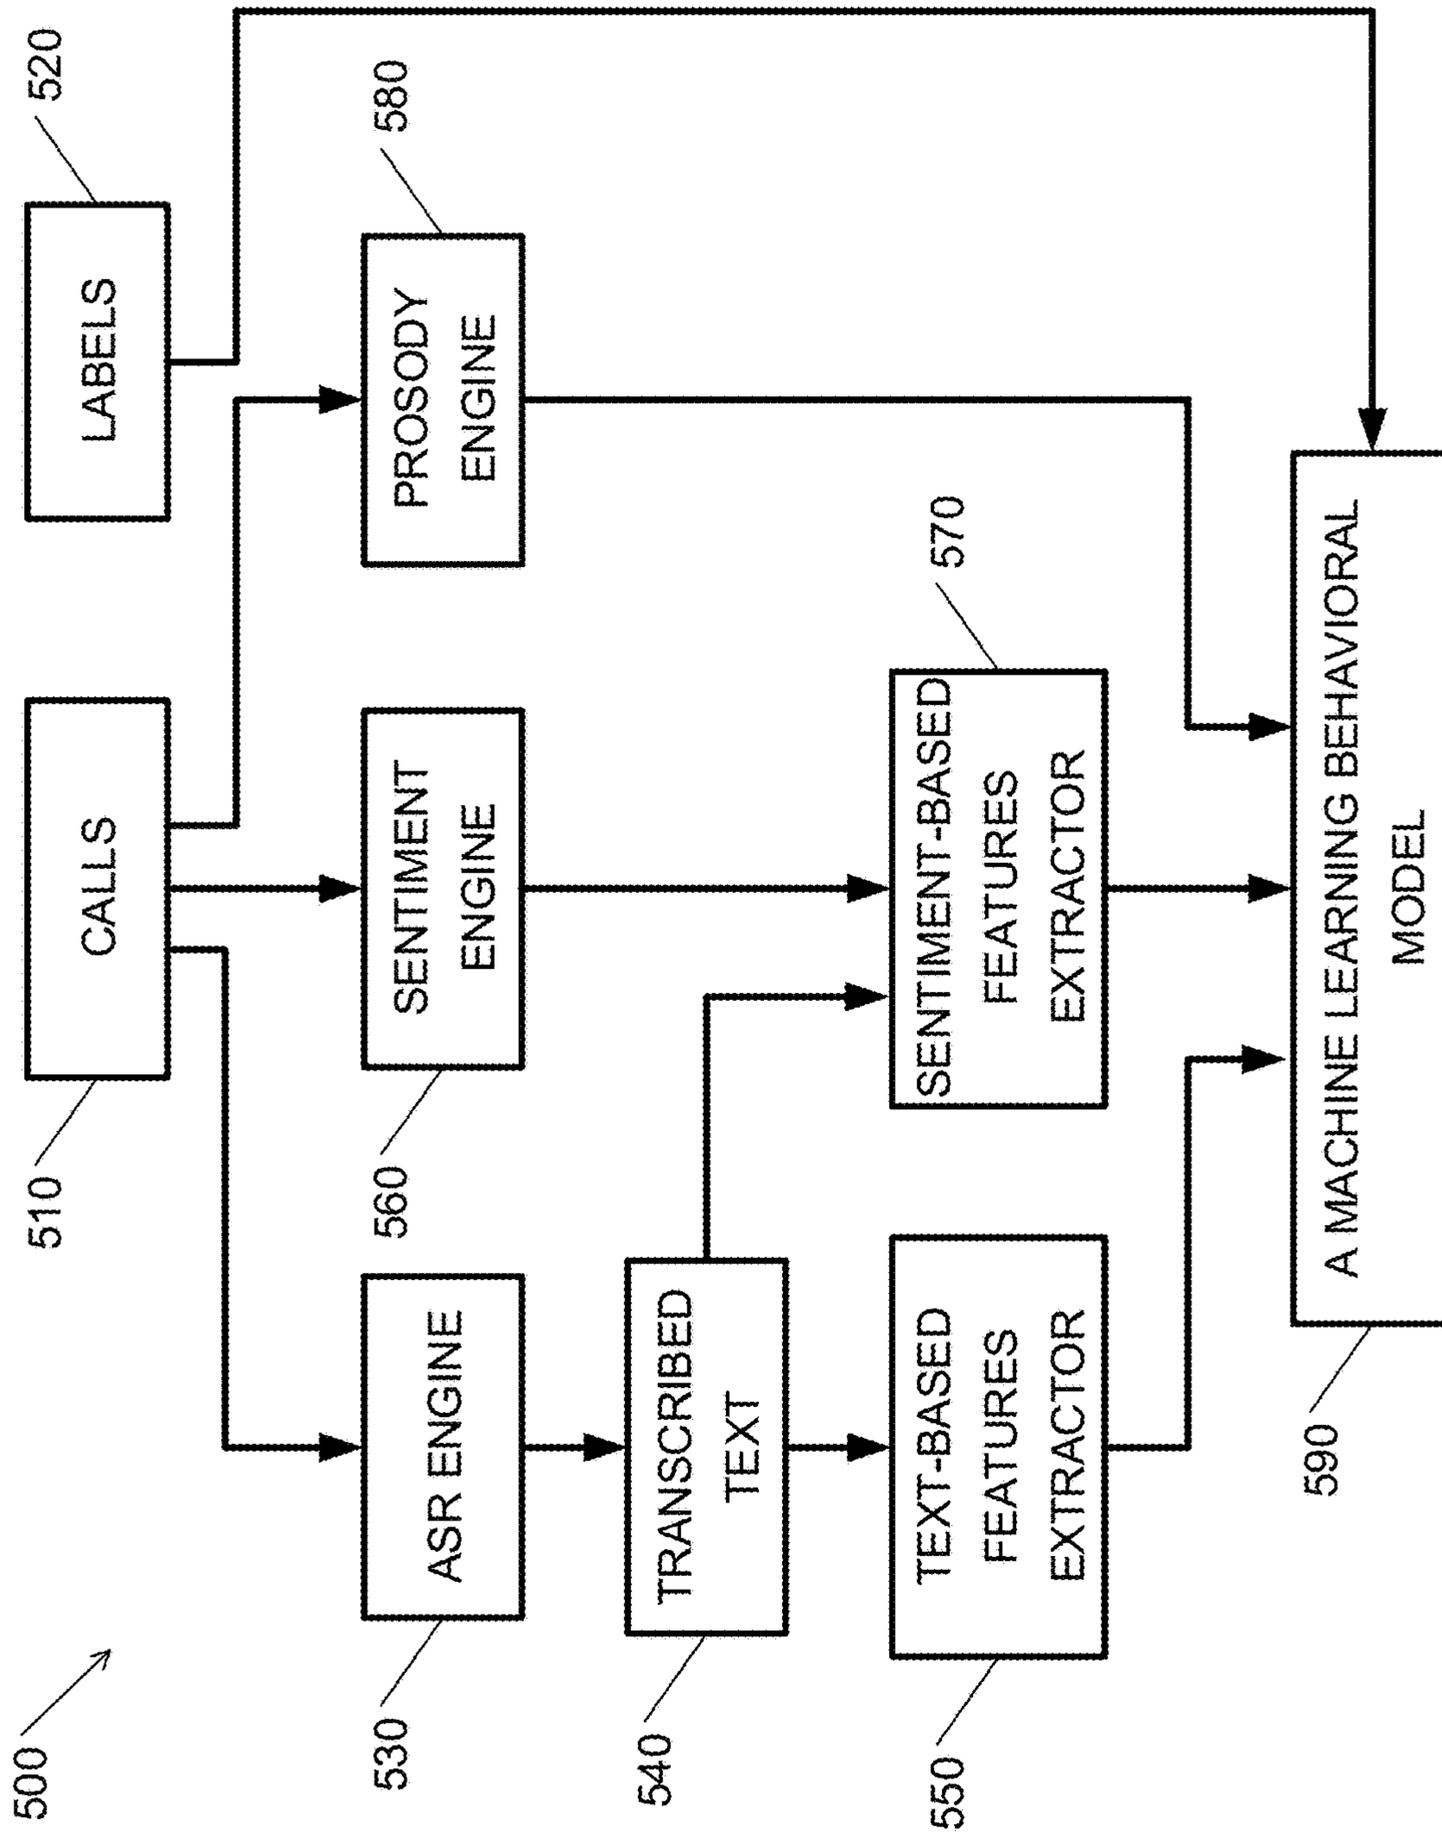 500
510
CALLS
LABELS
520
530
ASR ENGINE
560
SENTIMENT
ENGINE
PROSODY
ENGINE
580
540
TRANSCRIBED
TEXT
550
TEXT-BASED
FEATURES
EXTRACTOR
SENTIMENT-BASED
FEATURES
EXTRACTOR
570
590
A MACHINE LEARNING BEHAVIORAL
MODEL